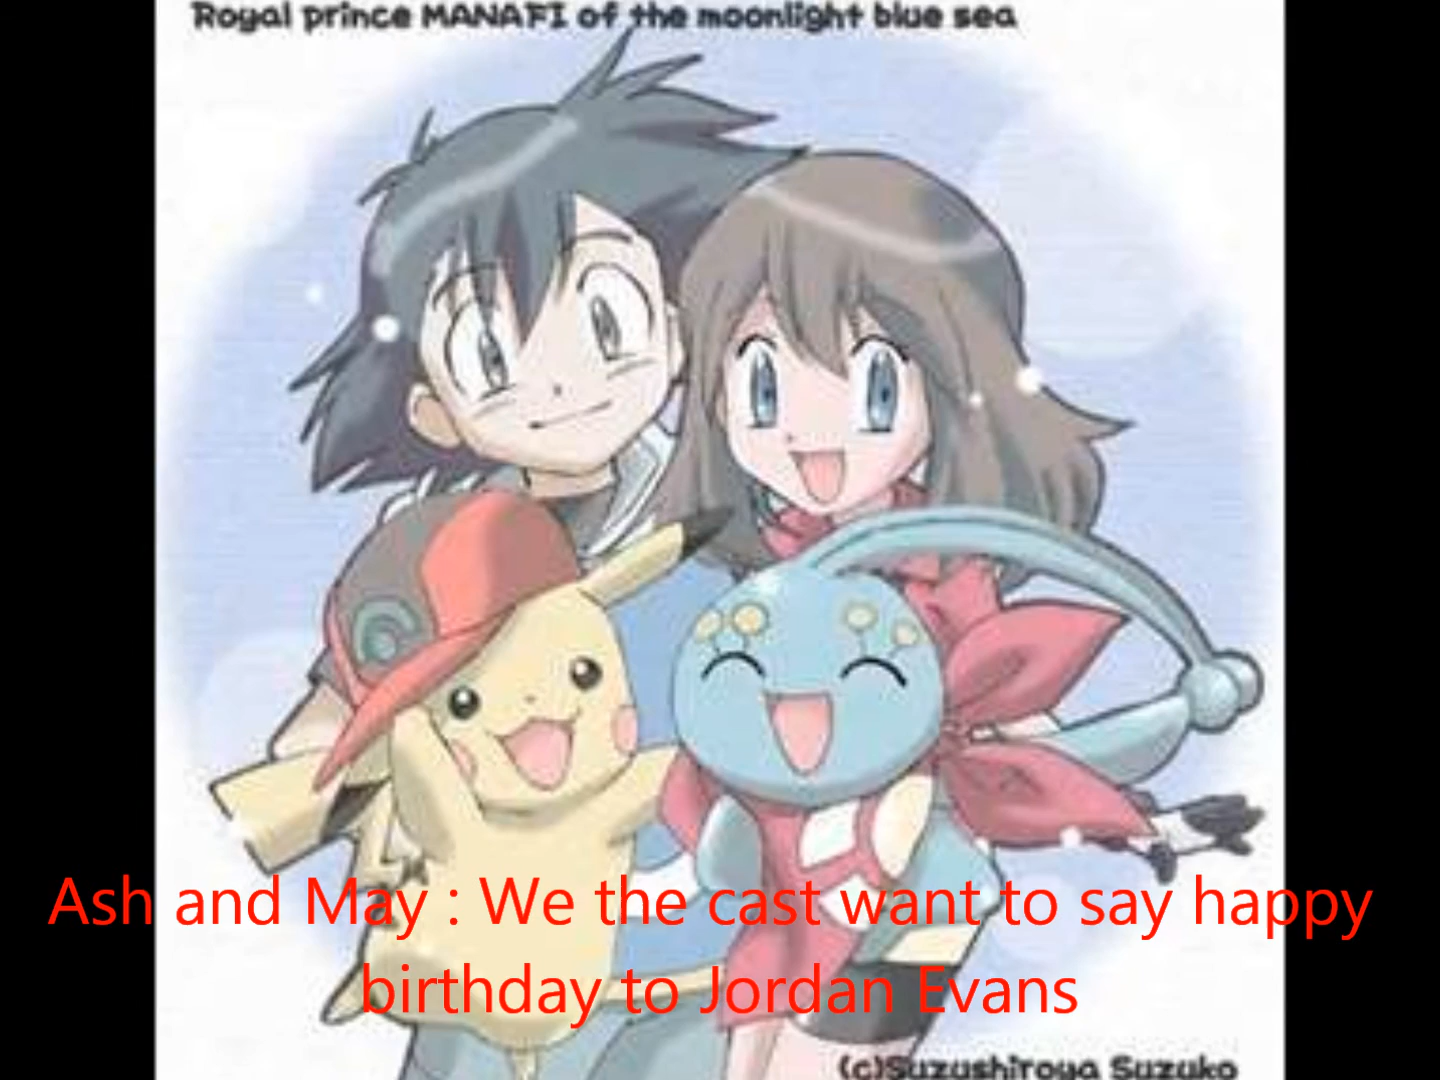 Royal prince MANAFI of the moonlight blue sea
Ash and May : We the cast want to say happy
birthday to Jordan Evans
(c)Suzushiroya Suzuko